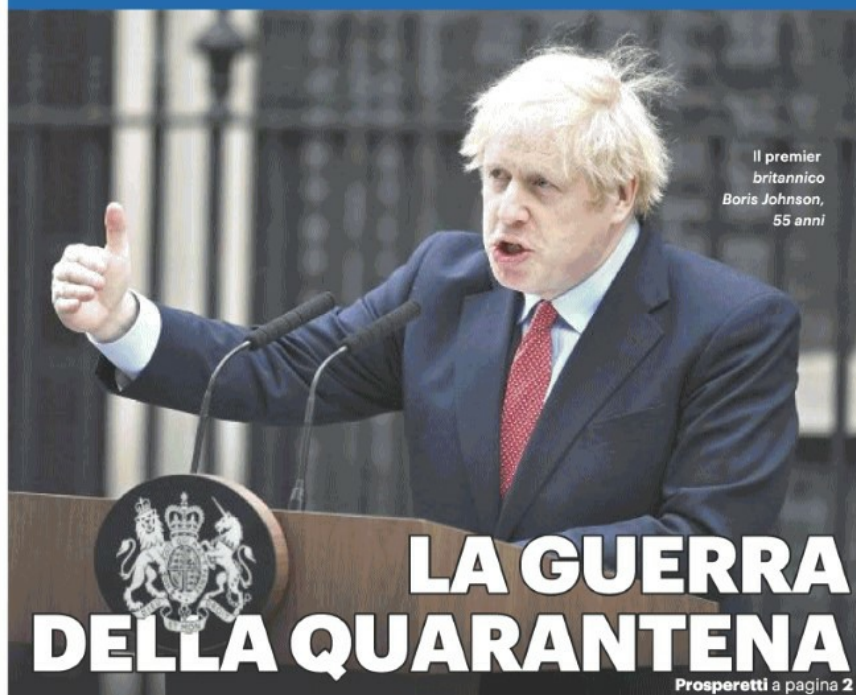 Il premier
britannico
Boris Johnson,
55 anni
LA GUERRA
DELLA QUARANTENA
Prosperetti a pagina 2